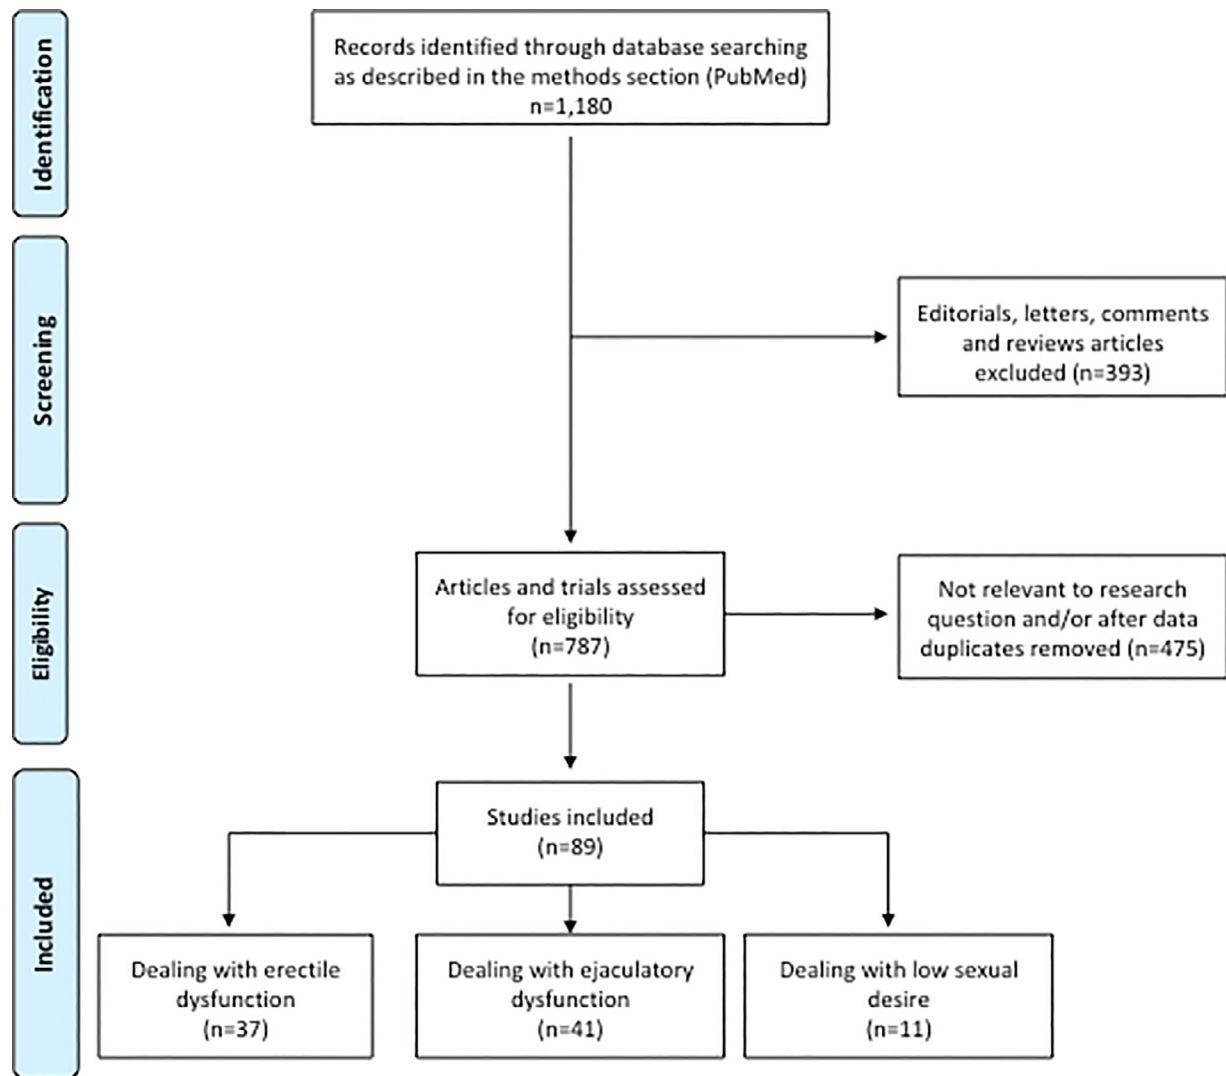 Identification
Records identified through database searching
as described in the methods section (PubMed)
n=1,180
Screening
Editorials, letters, comments
and reviews articles
excluded (n=393)
Eligibility
Articles and trials assessed
for eligibility
(n=787)
Not relevant to research
question and/or after data
duplicates removed (n=475)
Included
Studies included
(n=89)
Dealing with erectile
dysfunction
(n=37)
Dealing with ejaculatory
dysfunction
(n=41)
Dealing with low sexual
desire
(n=11)